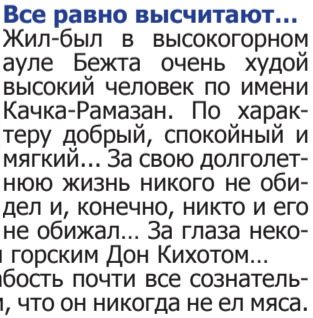 Все равно высчитают...
Жил-был в высокогорном
ауле Бежта очень худой
высокий человек по имени
Качка-Рамазан. По харак-
теру добрый, спокойный и
мягкий... За свою долголет-
нюю жизнь никого не оби-
дел и, конечно, никто и его
не обижал... За глаза неко-
горским Дон Кихотом...
почти все сознатель-
что он никогда не ел мяса.